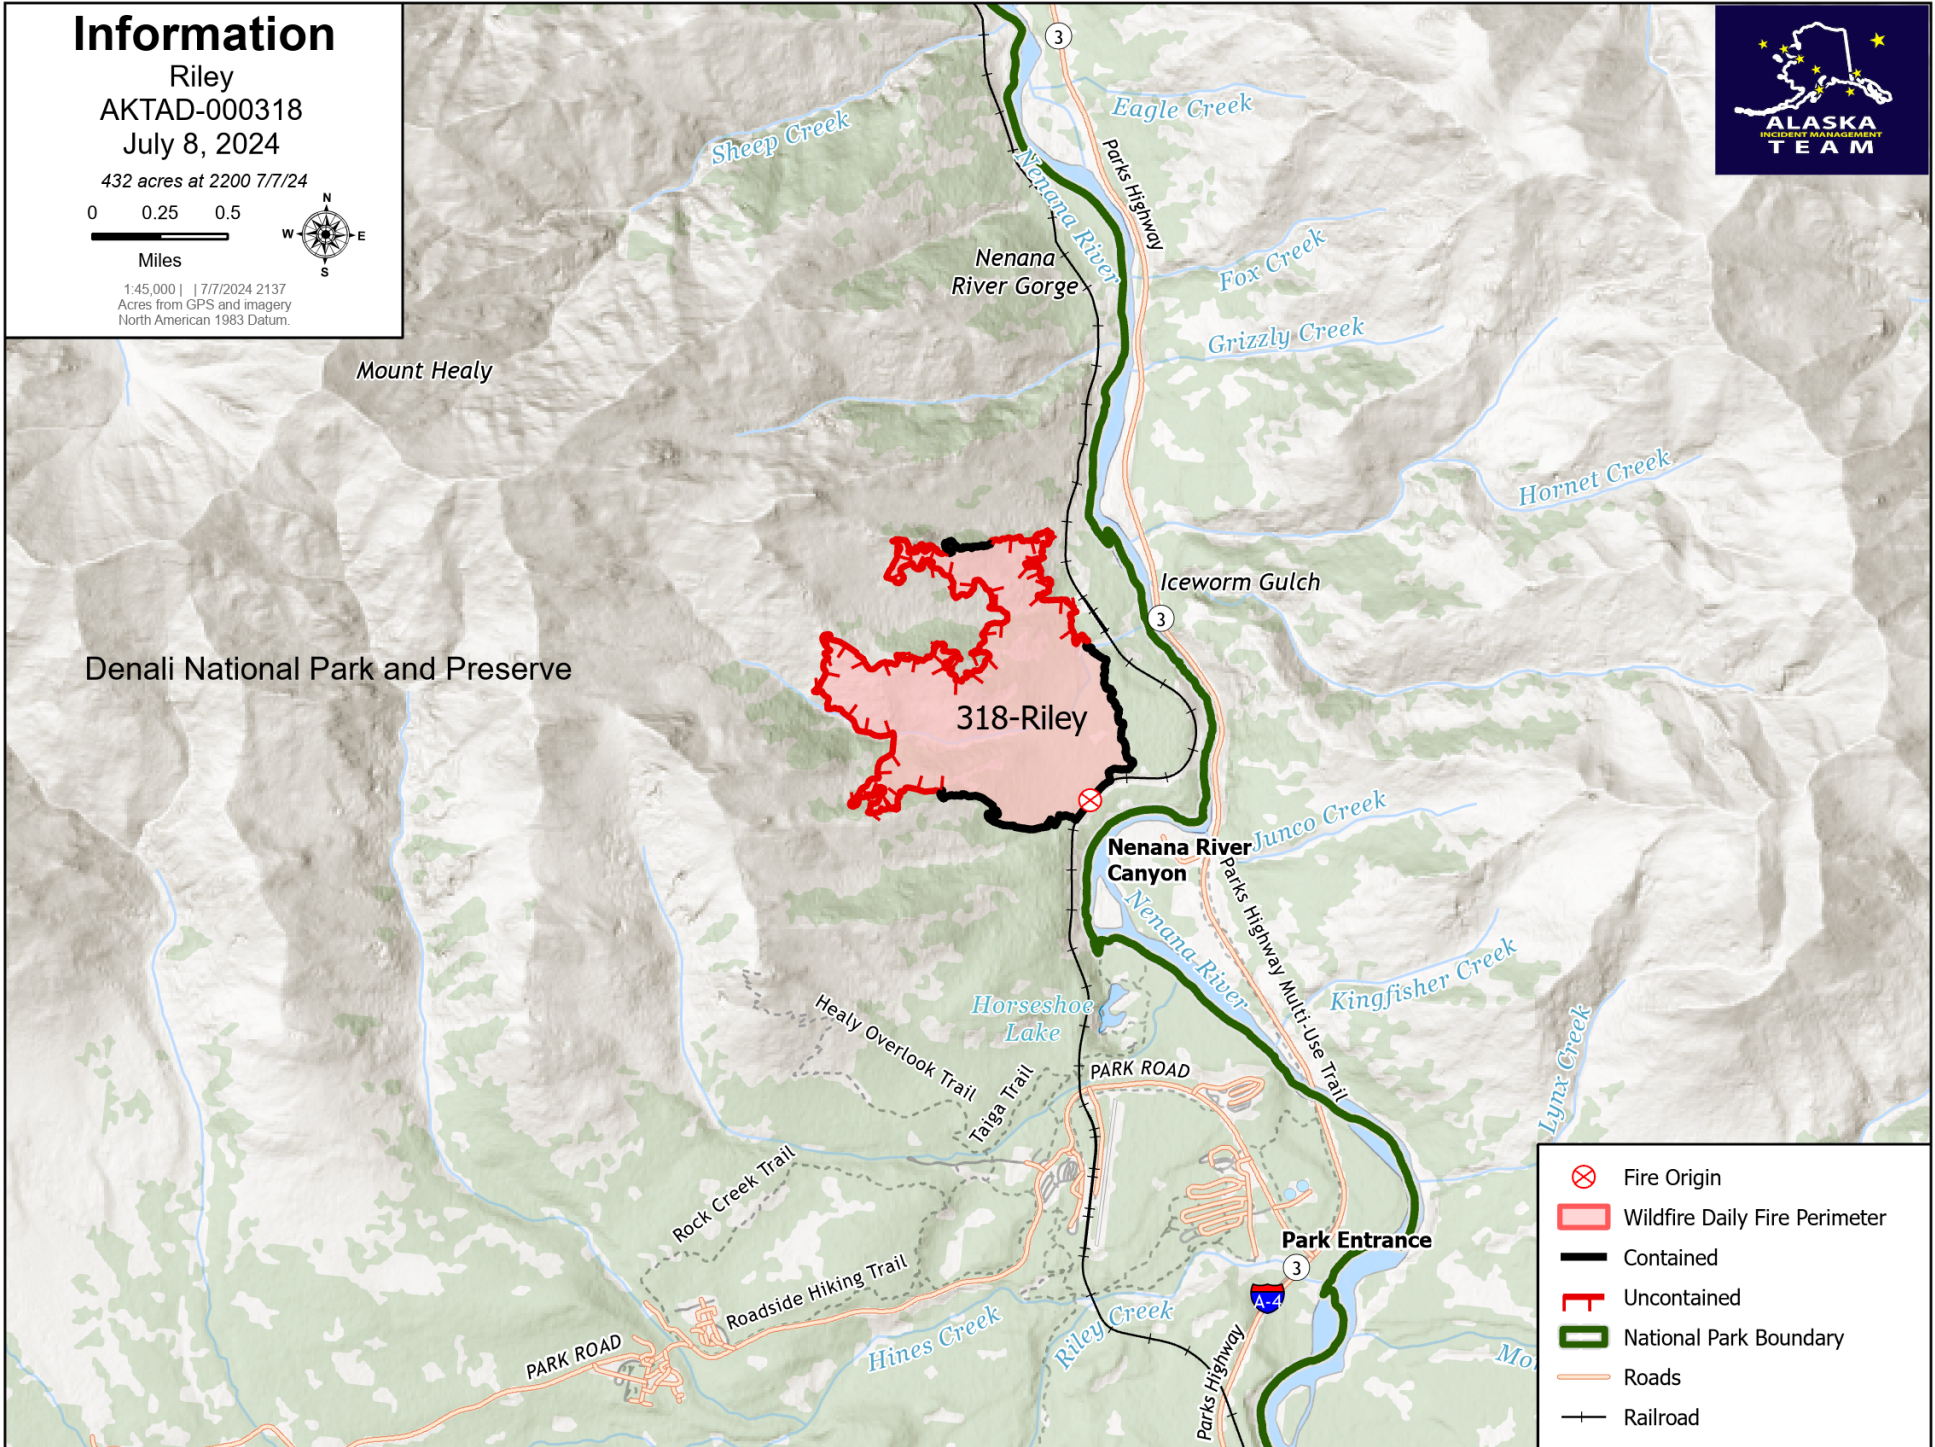 Information
Riley
AKTAD-000318
July 8, 2024
432 acres at 2200 7/7/24
0 0.25 0.5
Miles
N
W E
S
1:45,000 | | 7/7/2024 2137
Acres from GPS and imagery
North American 1983 Datum.
ALASKA
INCIDENT MANAGEMENT
TEAM
3
Eagle Creek
Sheep Creek
Parks Highway
Nenana River
Nenana
River Gorge
Fox Creek
Grizzly Creek
Mount Healy
Hornet Creek
Iceworm Gulch
3
Denali National Park and Preserve
318-Riley
Junco Creek
Nenana River
Canyon
Parks Highway Multi-Use Trail
Nenana River
Kingfisher Creek
Horseshoe
Lake
Healy Overlook Trail
Lynx Creek
PARK ROAD
Taiga Trail
Rock Creek Trail
Park Entrance
3
A-4
Roadside Hiking Trail
Hines Creek
Riley Creek
PARK ROAD
Parks Highway
Fire Origin
Wildfire Daily Fire Perimeter
Contained
Uncontained
National Park Boundary
Roads
Railroad